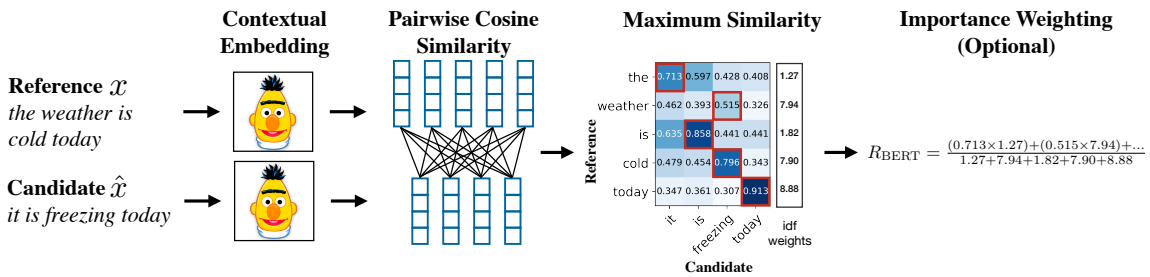 Contextual
Embedding
Pairwise Cosine
Similarity
Maximum Similarity
Importance Weighting
(Optional)
Reference x
the weather is
cold today
Candidate x̂
it is freezing today
Reference
the 0.713 0.597 0.428 0.408 1.27
weather 0.462 0.393 0.515 0.326 7.94
is 0.635 0.858 0.441 0.441 1.82
cold 0.479 0.454 0.796 0.343 7.90
today 0.347 0.361 0.307 0.913 8.88
it is freezing today
idf
weights
Candidate
R_BERT = (0.713×1.27)+(0.515×7.94)+... / 1.27+7.94+1.82+7.90+8.88